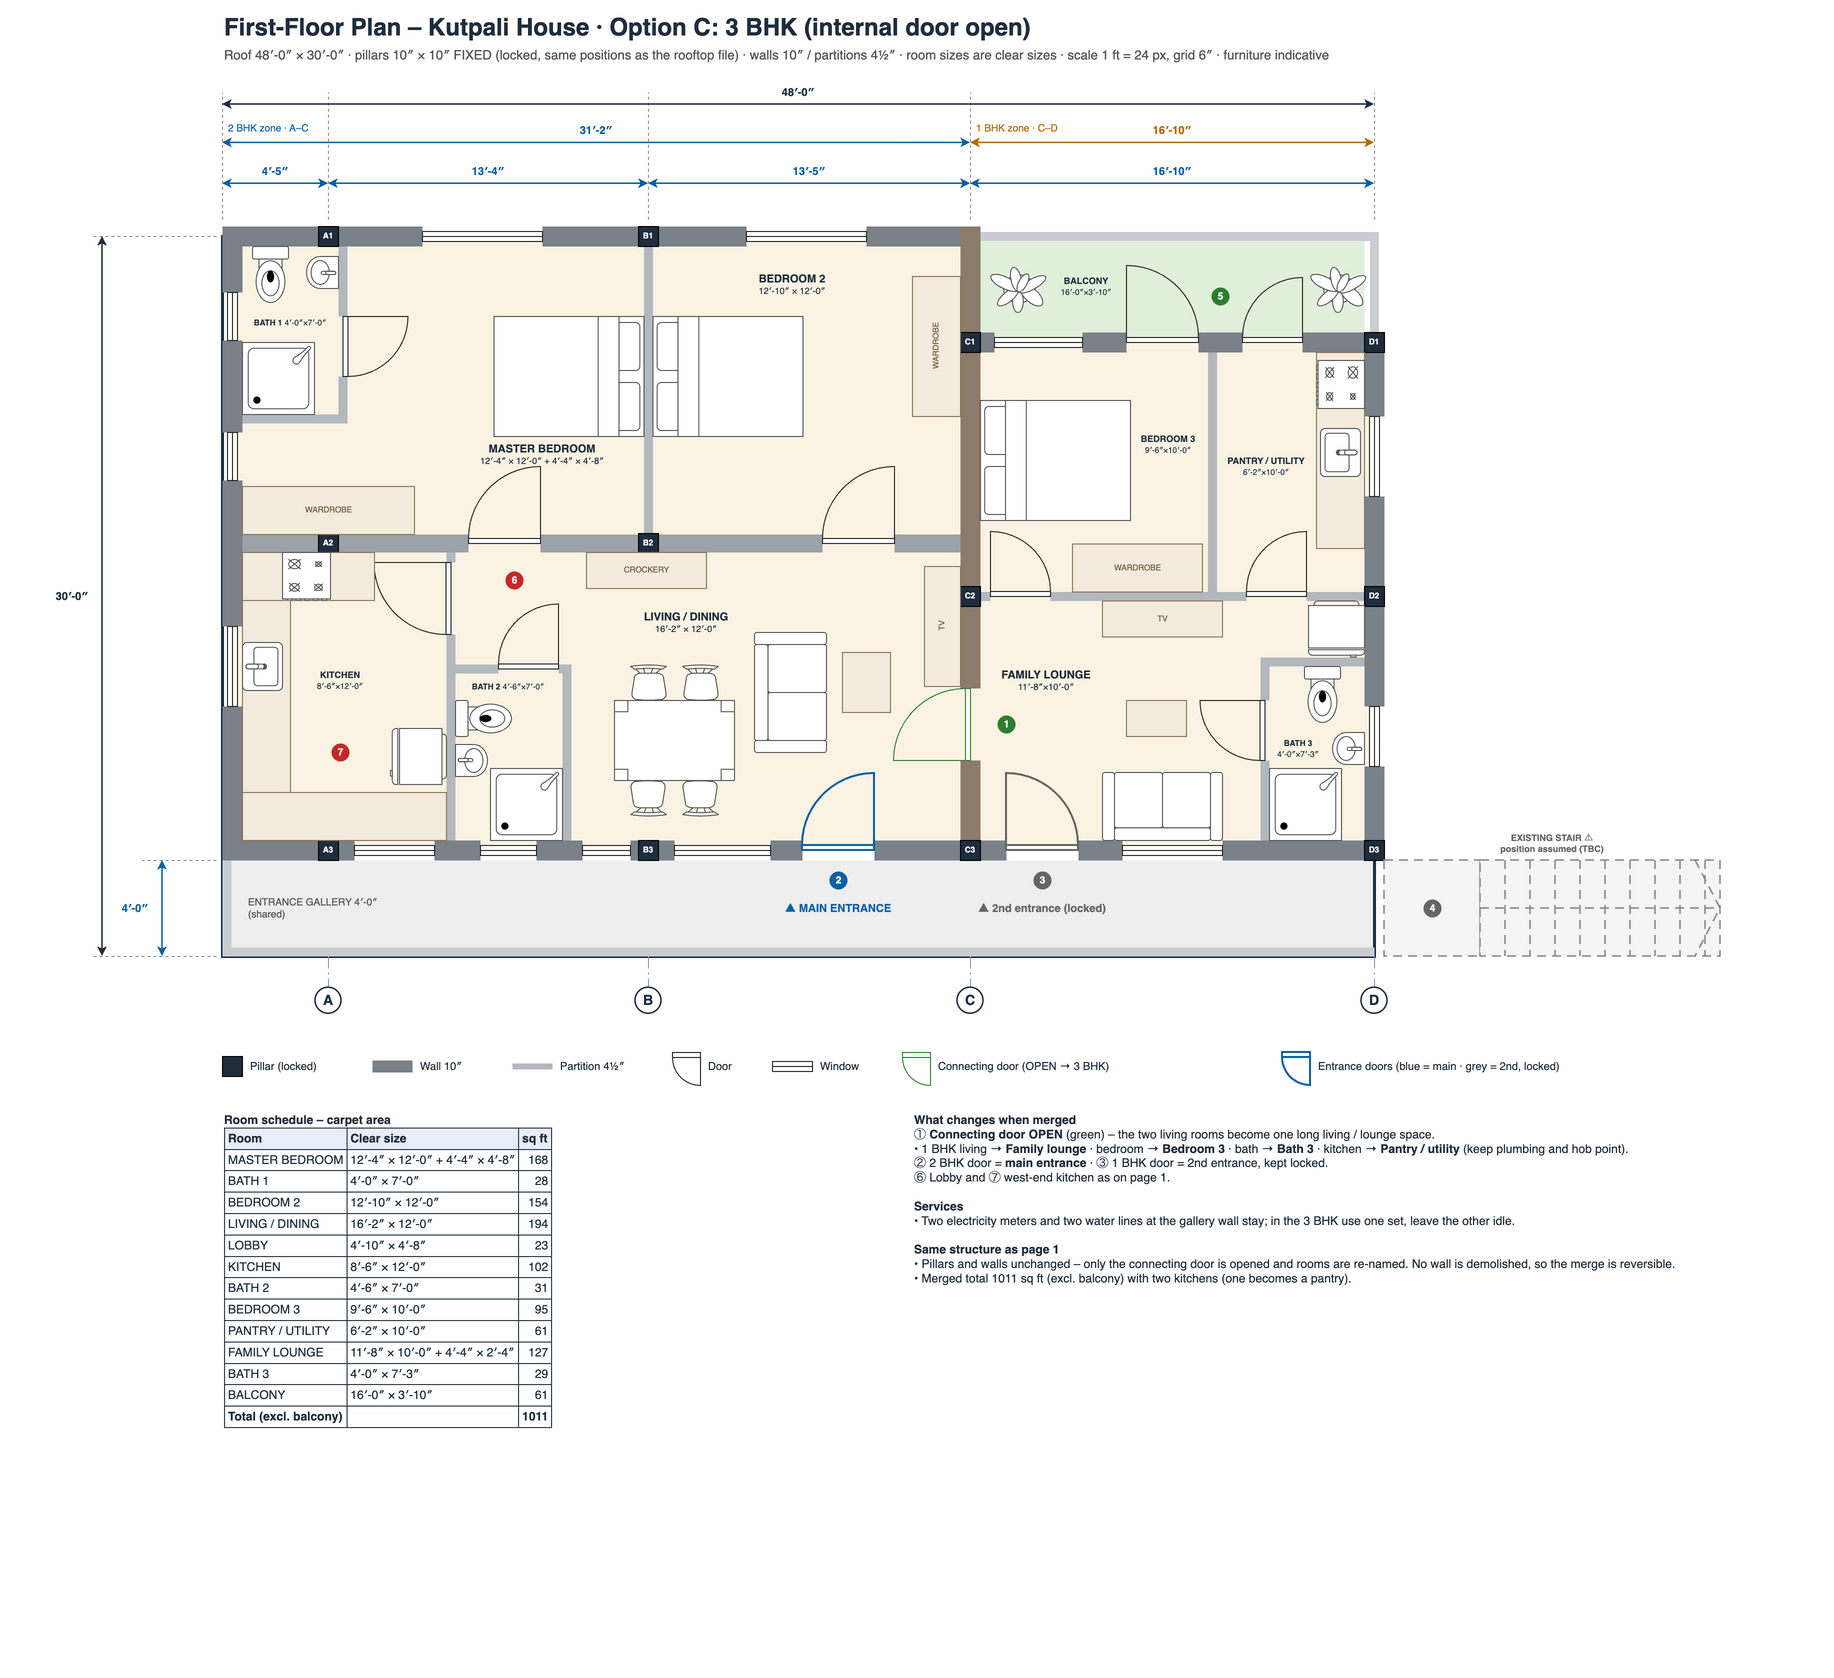 First-Floor Plan – Kutpali House · Option C: 3 BHK (internal door open)
Roof 48′-0″ × 30′-0″ · pillars 10″ × 10″ FIXED (locked, same positions as the rooftop file) · walls 10″ / partitions 4½″ · room sizes are clear sizes · scale 1 ft = 24 px, grid 6″ · furniture indicative
48′-0″
2 BHK zone · A–C
31′-2″
1 BHK zone · C–D
16′-10″
4′-5″
13′-4″
13′-5″
16′-10″
A1
B1
BEDROOM 2
12′-10″ × 12′-0″
BALCONY
16′-0″×3′-10″
5
BATH 1 4′-0″×7′-0″
WARDROBE
C1
D1
MASTER BEDROOM
12′-4″ × 12′-0″ + 4′-4″ × 4′-8″
BEDROOM 3
9′-6″×10′-0″
PANTRY / UTILITY
6′-2″×10′-0″
WARDROBE
A2
B2
6
CROCKERY
WARDROBE
30′-0″
C2
D2
LIVING / DINING
16′-2″ × 12′-0″
TV
TV
KITCHEN
8′-6″×12′-0″
BATH 2 4′-6″×7′-0″
FAMILY LOUNGE
11′-8″×10′-0″
1
7
BATH 3
4′-0″×7′-3″
A3
B3
C3
D3
EXISTING STAIR ⚠
position assumed (TBC)
4′-0″
ENTRANCE GALLERY 4′-0″
(shared)
2
▲ MAIN ENTRANCE
3
▲ 2nd entrance (locked)
4
A
B
C
D
Pillar (locked)
Wall 10″
Partition 4½″
Door
Window
Connecting door (OPEN → 3 BHK)
Entrance doors (blue = main · grey = 2nd, locked)
Room schedule – carpet area
Room Clear size sq ft
MASTER BEDROOM 12′-4″ × 12′-0″ + 4′-4″ × 4′-8″ 168
BATH 1 4′-0″ × 7′-0″ 28
BEDROOM 2 12′-10″ × 12′-0″ 154
LIVING / DINING 16′-2″ × 12′-0″ 194
LOBBY 4′-10″ × 4′-8″ 23
KITCHEN 8′-6″ × 12′-0″ 102
BATH 2 4′-6″ × 7′-0″ 31
BEDROOM 3 9′-6″ × 10′-0″ 95
PANTRY / UTILITY 6′-2″ × 10′-0″ 61
FAMILY LOUNGE 11′-8″ × 10′-0″ + 4′-4″ × 2′-4″ 127
BATH 3 4′-0″ × 7′-3″ 29
BALCONY 16′-0″ × 3′-10″ 61
Total (excl. balcony) 1011
What changes when merged
① Connecting door OPEN (green) – the two living rooms become one long living / lounge space.
• 1 BHK living → Family lounge · bedroom → Bedroom 3 · bath → Bath 3 · kitchen → Pantry / utility (keep plumbing and hob point).
② 2 BHK door = main entrance · ③ 1 BHK door = 2nd entrance, kept locked.
⑥ Lobby and ⑦ west-end kitchen as on page 1.
Services
• Two electricity meters and two water lines at the gallery wall stay; in the 3 BHK use one set, leave the other idle.
Same structure as page 1
• Pillars and walls unchanged – only the connecting door is opened and rooms are re-named. No wall is demolished, so the merge is reversible.
• Merged total 1011 sq ft (excl. balcony) with two kitchens (one becomes a pantry).